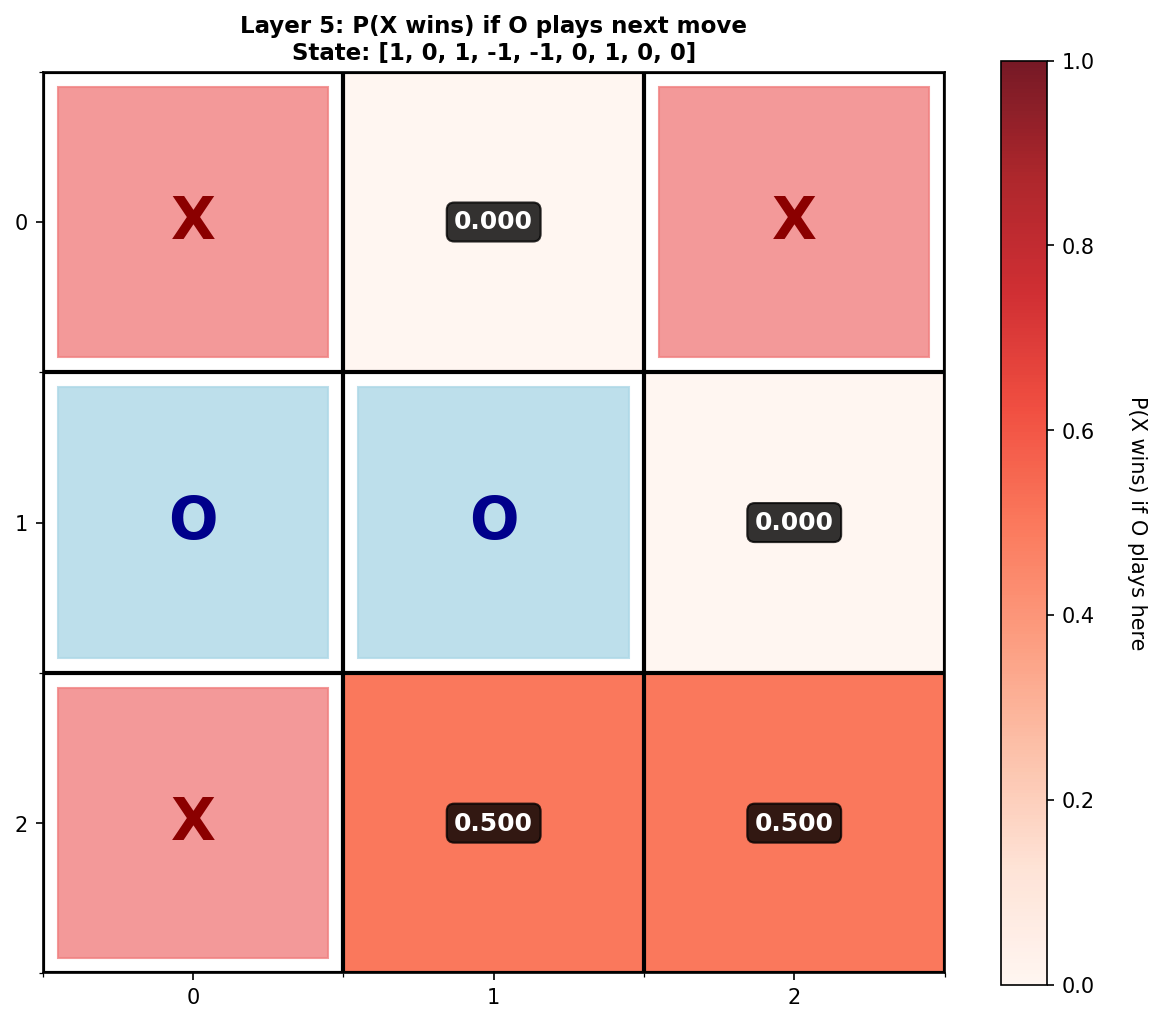 Layer 5: P(X wins) if O plays next move
State: [1, 0, 1, -1, -1, 0, 1, 0, 0]
0
X
0.000
X
1
O
O
0.000
2
X
0.500
0.500
0
1
2
1.0
0.8
0.6
0.4
0.2
0.0
P(X wins) if O plays here